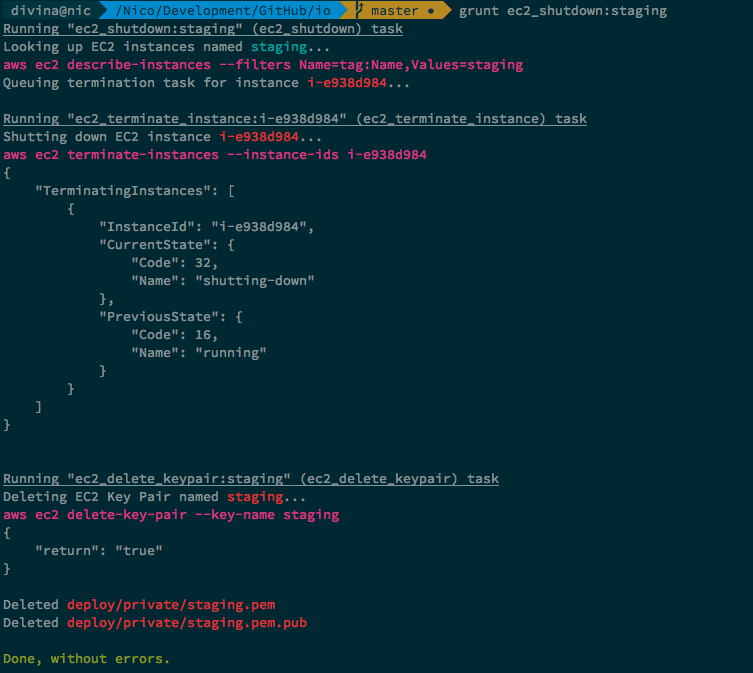 divina@nic /Nico/Development/GitHub/io master • grunt ec2_shutdown:staging
Running "ec2_shutdown:staging" (ec2_shutdown) task
Looking up EC2 instances named staging...
aws ec2 describe-instances --filters Name=tag:Name,Values=staging
Queuing termination task for instance i-e938d984...
Running "ec2_terminate_instance:i-e938d984" (ec2_terminate_instance) task
Shutting down EC2 instance i-e938d984...
aws ec2 terminate-instances --instance-ids i-e938d984
{
    "TerminatingInstances": [
        {
            "InstanceId": "i-e938d984",
            "CurrentState": {
                "Code": 32,
                "Name": "shutting-down"
            },
            "PreviousState": {
                "Code": 16,
                "Name": "running"
            }
        }
    ]
}
Running "ec2_delete_keypair:staging" (ec2_delete_keypair) task
Deleting EC2 Key Pair named staging...
aws ec2 delete-key-pair --key-name staging
{
    "return": "true"
}
Deleted deploy/private/staging.pem
Deleted deploy/private/staging.pem.pub
Done, without errors.